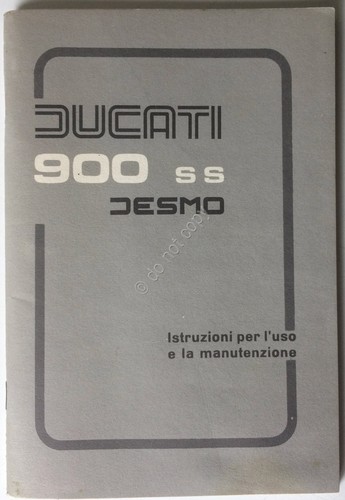 DUCATI
900 SS
DESMO
© do not copy
Istruzioni per l'uso
e la manutenzione